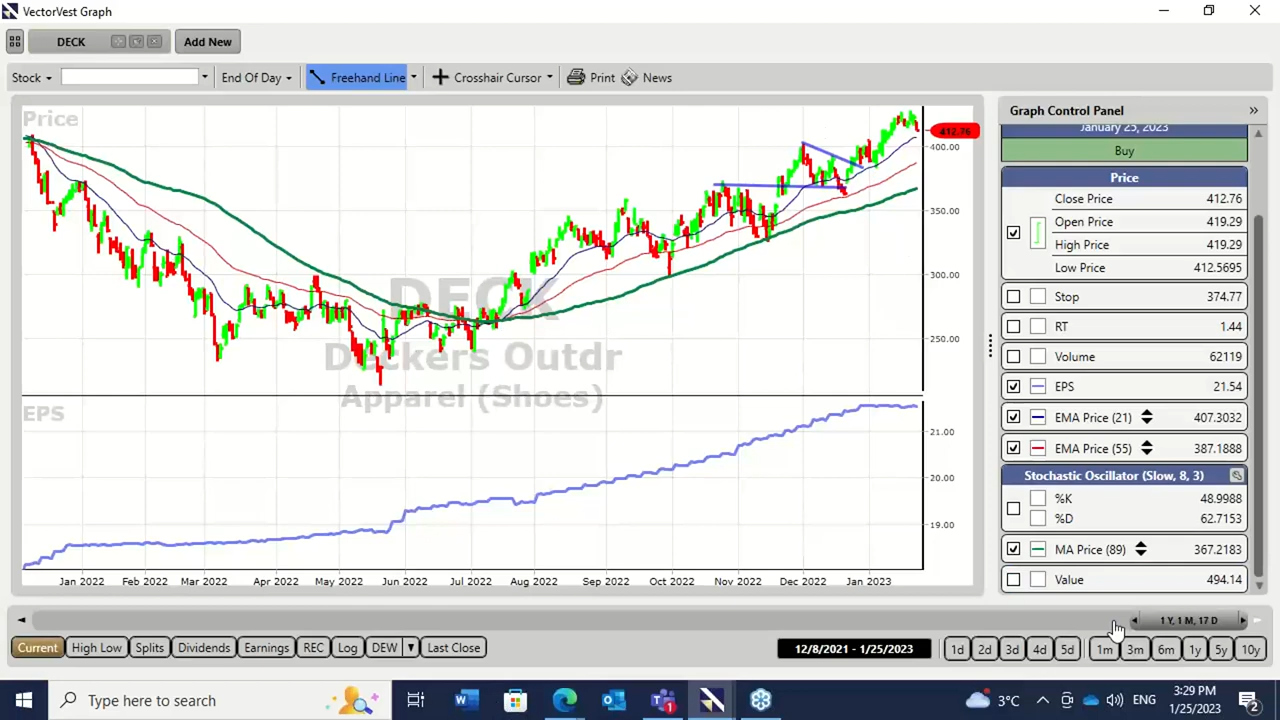 VectorVest Graph
DECK
Add New
Stock
End Of Day
Freehand Line
Crosshair Cursor
Print
News
Price
412.76
400.00
350.00
300.00
250.00
DECK
Deckers Outdr
Apparel (Shoes)
EPS
21.00
20.00
19.00
Jan 2022 Feb 2022 Mar 2022 Apr 2022 May 2022 Jun 2022 Jul 2022 Aug 2022 Sep 2022 Oct 2022 Nov 2022 Dec 2022 Jan 2023
Graph Control Panel
January 25, 2023
Buy
Price
Close Price 412.76
Open Price 419.29
High Price 419.29
Low Price 412.5695
Stop 374.77
RT 1.44
Volume 62119
EPS 21.54
EMA Price (21) 407.3032
EMA Price (55) 387.1888
Stochastic Oscillator (Slow, 8, 3)
%K 48.9988
%D 62.7153
MA Price (89) 367.2183
Value 494.14
1 Y, 1 M, 17 D
Current High Low Splits Dividends Earnings REC Log DEW Last Close
12/8/2021 - 1/25/2023
1d 2d 3d 4d 5d 1m 3m 6m 1y 5y 10y
Type here to search
3°C
ENG
3:29 PM
1/25/2023
2